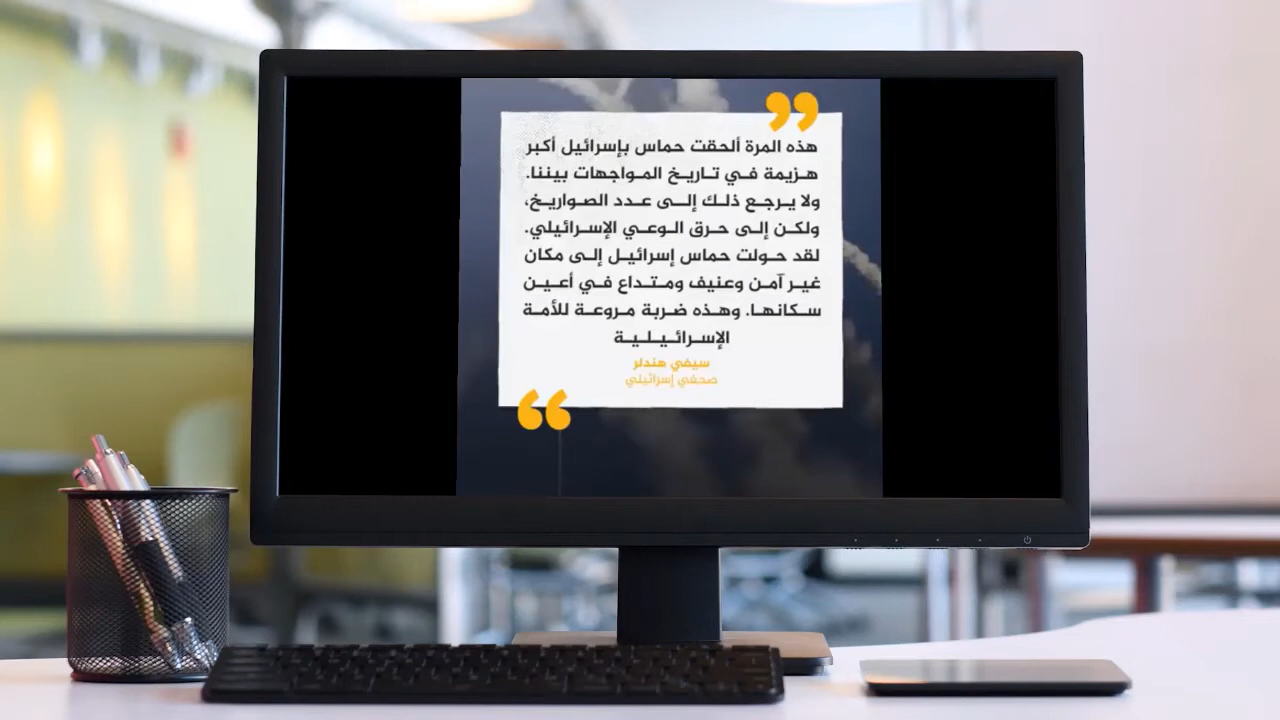 هذه المرة ألحقت حماس بإسرائيل أكبر
هزيمة في تاريخ المواجهات بيننا.
ولا يرجع ذلك إلى عدد الصواريخ،
ولكن إلى حرق الوعي الإسرائيلي.
لقد حولت حماس إسرائيل إلى مكان
غير آمن وعنيف ومتداع في أعين
سكانها. وهذه ضربة مروعة للأمة
الإسرائيلية
سيفي هندلر
صحفي إسرائيلي